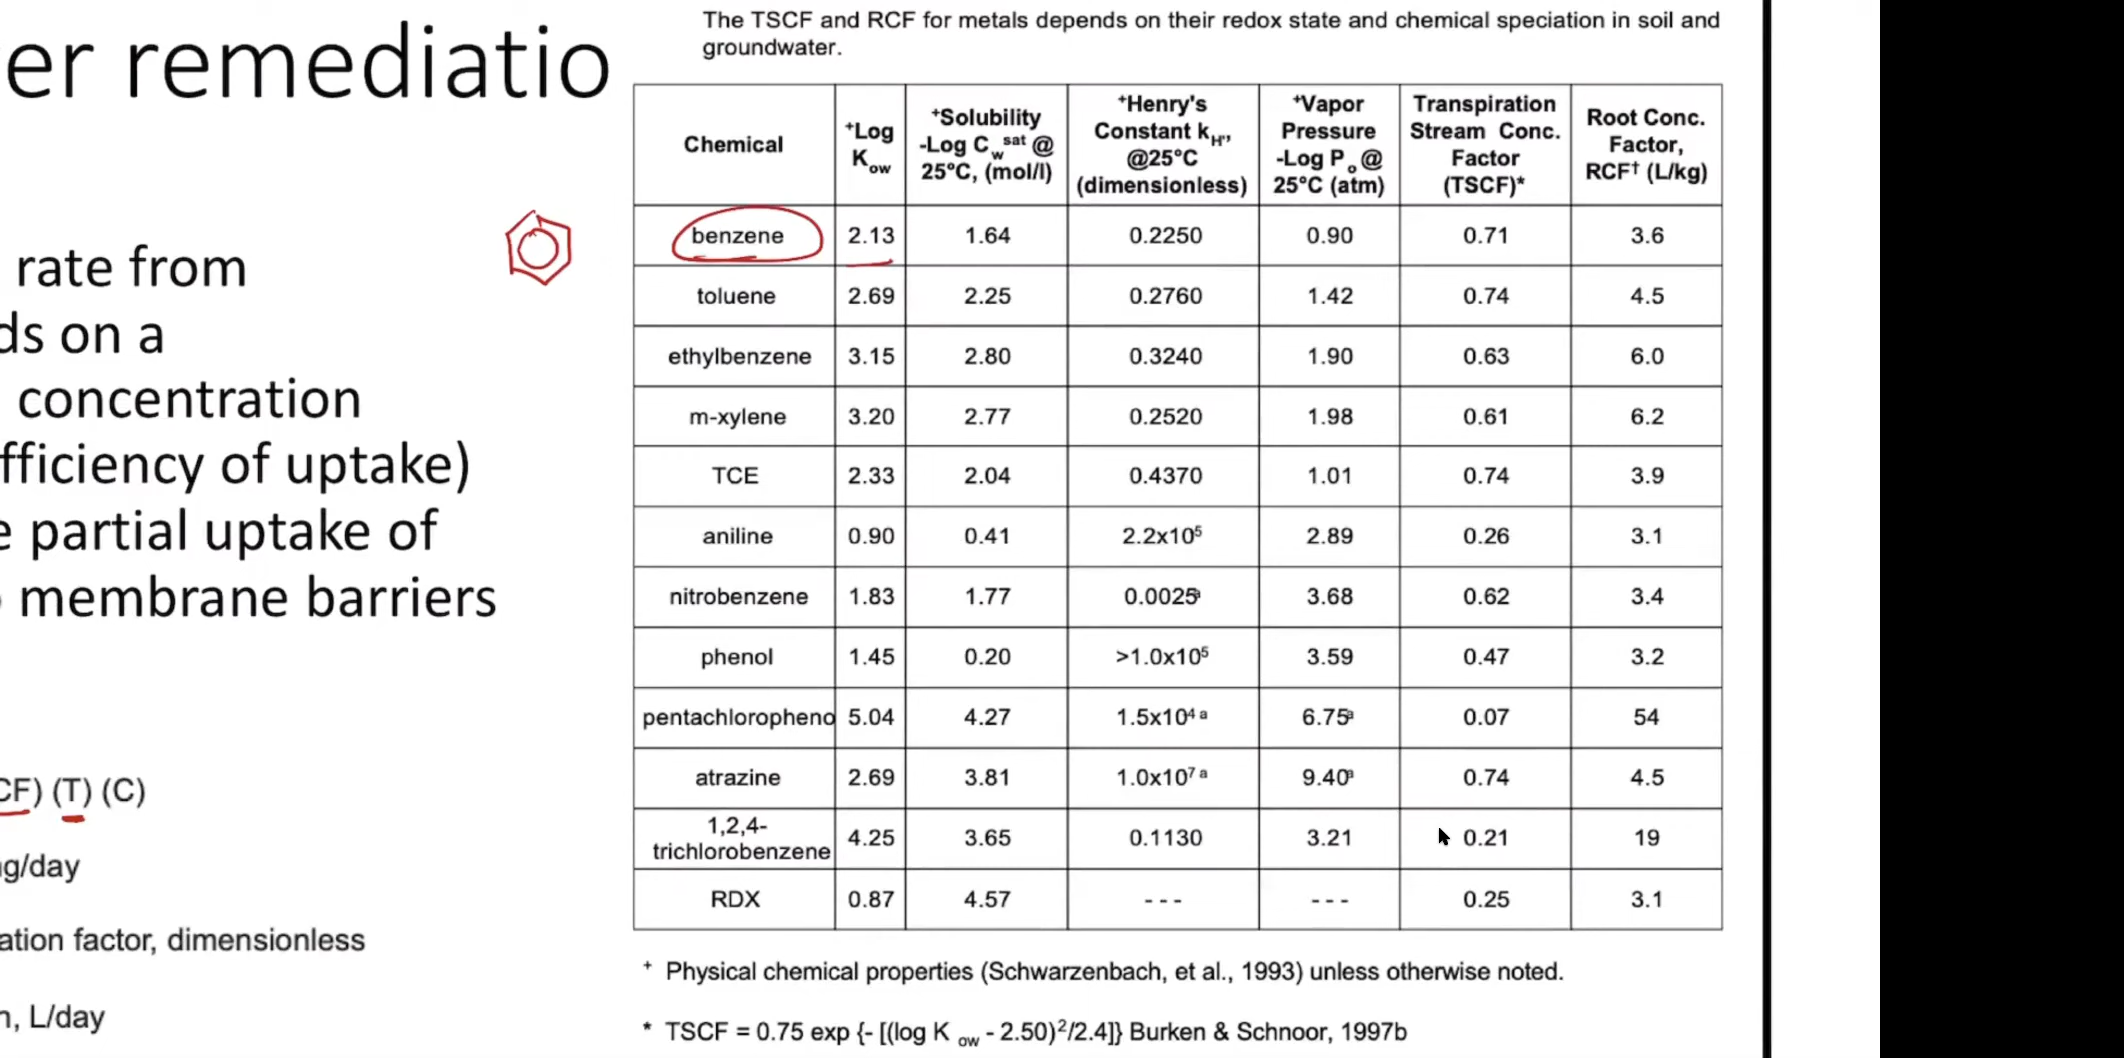 er remediatio
rate from
ds on a
concentration
fficiency of uptake)
e partial uptake of
membrane barriers
CF) (T) (C)
g/day
ation factor, dimensionless
n, L/day
The TSCF and RCF for metals depends on their redox state and chemical speciation in soil and
groundwater.
Chemical +Log Kow +Solubility -Log Cw sat @ 25°C, (mol/l) +Henry's Constant kH'', @25°C (dimensionless) +Vapor Pressure -Log Po @ 25°C (atm) Transpiration Stream Conc. Factor (TSCF)* Root Conc. Factor, RCF† (L/kg)
benzene 2.13 1.64 0.2250 0.90 0.71 3.6
toluene 2.69 2.25 0.2760 1.42 0.74 4.5
ethylbenzene 3.15 2.80 0.3240 1.90 0.63 6.0
m-xylene 3.20 2.77 0.2520 1.98 0.61 6.2
TCE 2.33 2.04 0.4370 1.01 0.74 3.9
aniline 0.90 0.41 2.2x10⁵ 2.89 0.26 3.1
nitrobenzene 1.83 1.77 0.0025a 3.68 0.62 3.4
phenol 1.45 0.20 >1.0x10⁵ 3.59 0.47 3.2
pentachloropheno 5.04 4.27 1.5x10⁴ a 6.75a 0.07 54
atrazine 2.69 3.81 1.0x10⁷ a 9.40a 0.74 4.5
1,2,4-
trichlorobenzene 4.25 3.65 0.1130 3.21 0.21 19
RDX 0.87 4.57 --- --- 0.25 3.1
+ Physical chemical properties (Schwarzenbach, et al., 1993) unless otherwise noted.
* TSCF = 0.75 exp {- [(log K ow - 2.50)²/2.4]} Burken & Schnoor, 1997b